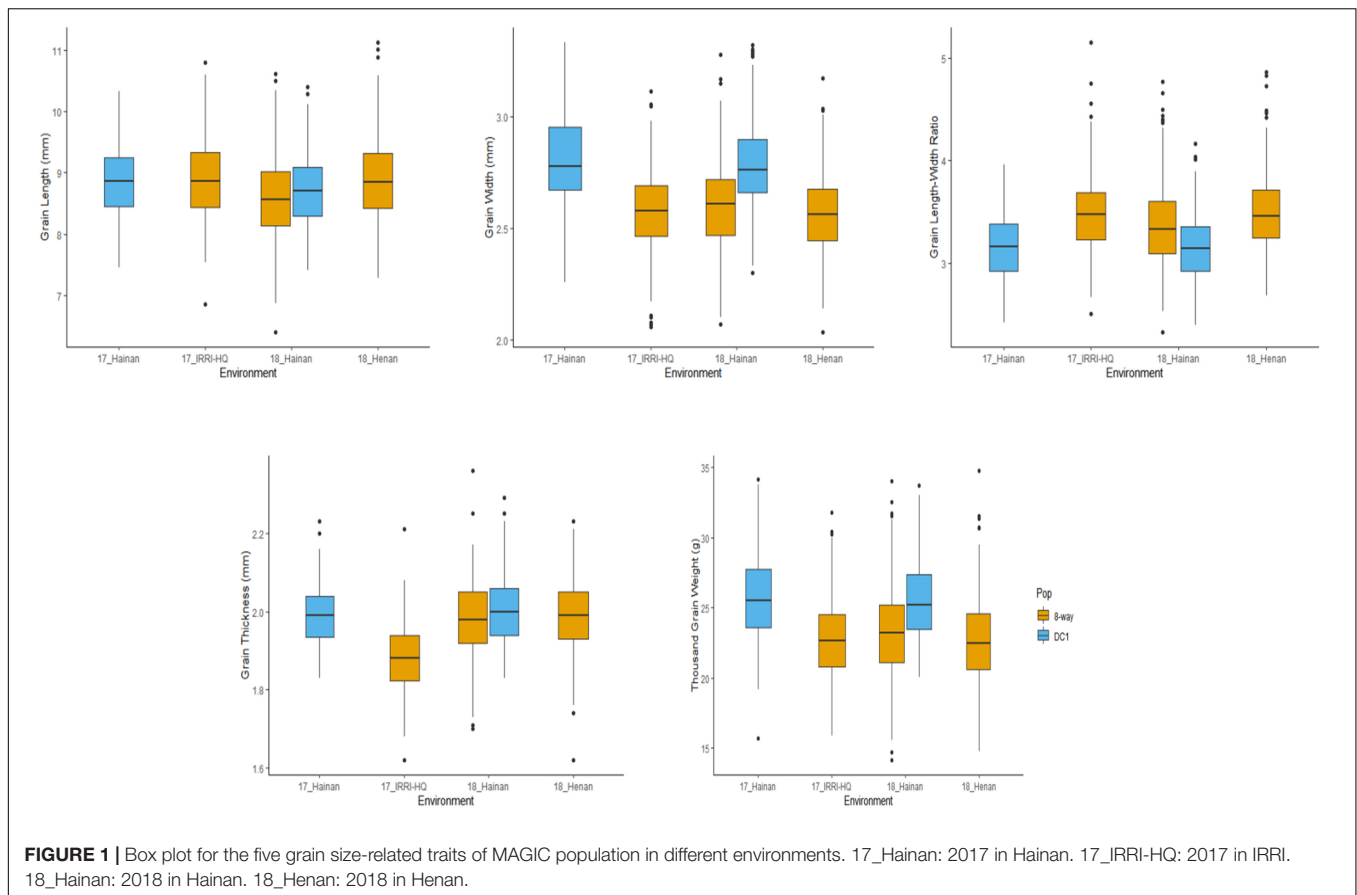 Grain Length (mm)
11
10
9
8
7
17_Hainan 17_IRRI-HQ 18_Hainan 18_Henan
Environment
Grain Width (mm)
3.0
2.5
2.0
17_Hainan 17_IRRI-HQ 18_Hainan 18_Henan
Environment
Grain Length-Width Ratio
5
4
3
17_Hainan 17_IRRI-HQ 18_Hainan 18_Henan
Environment
Grain Thickness (mm)
2.2
2.0
1.8
1.6
17_Hainan 17_IRRI-HQ 18_Hainan 18_Henan
Environment
Thousand Grain Weight (g)
35
30
25
20
15
17_Hainan 17_IRRI-HQ 18_Hainan 18_Henan
Environment
Pop
8-way
DC1
FIGURE 1 | Box plot for the five grain size-related traits of MAGIC population in different environments. 17_Hainan: 2017 in Hainan. 17_IRRI-HQ: 2017 in IRRI.
18_Hainan: 2018 in Hainan. 18_Henan: 2018 in Henan.